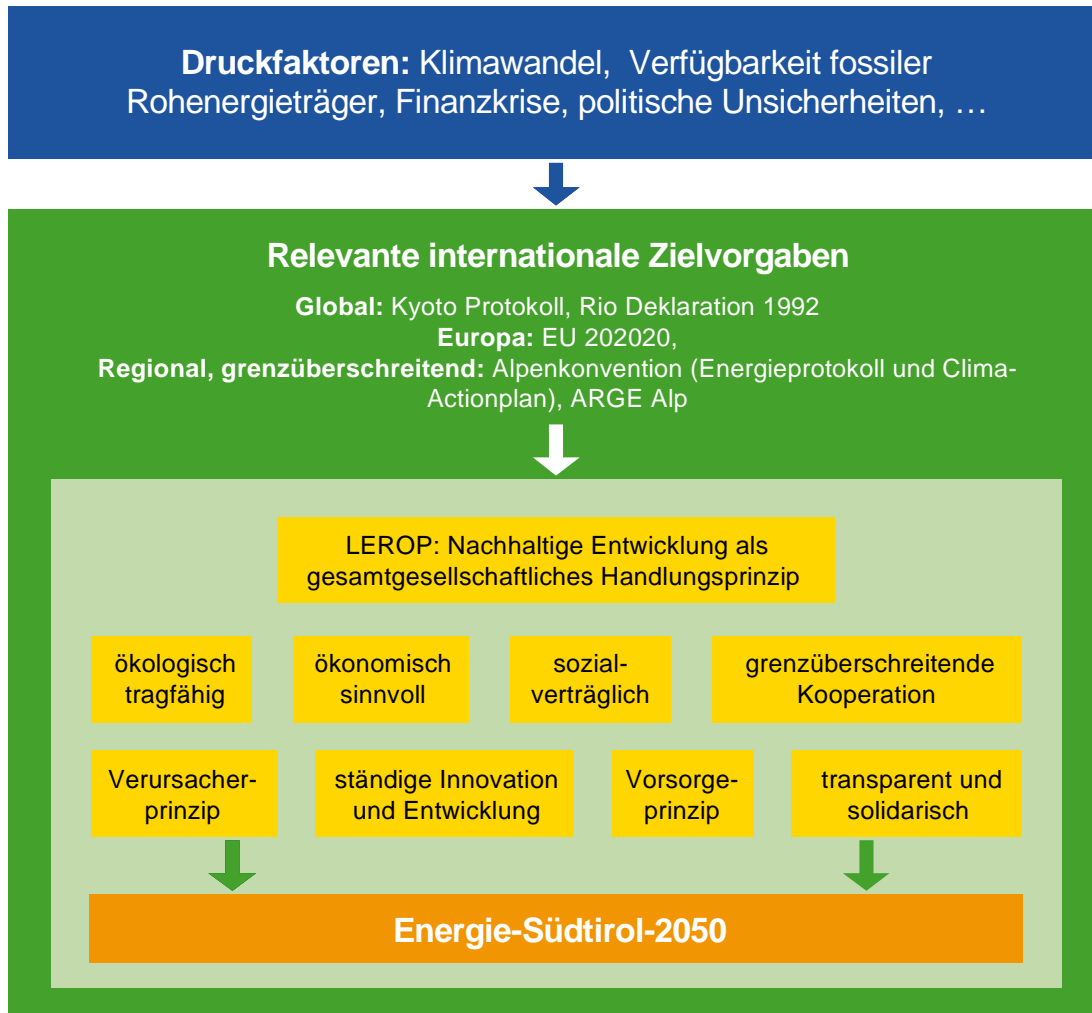 Druckfaktoren: Klimawandel, Verfügbarkeit fossiler
Rohenergieträger, Finanzkrise, politische Unsicherheiten, …
Relevante internationale Zielvorgaben
Global: Kyoto Protokoll, Rio Deklaration 1992
Europa: EU 202020,
Regional, grenzüberschreitend: Alpenkonvention (Energieprotokoll und Clima-
Actionplan), ARGE Alp
LEROP: Nachhaltige Entwicklung als
gesamtgesellschaftliches Handlungsprinzip
ökologisch
tragfähig
ökonomisch
sinnvoll
sozial-
verträglich
grenzüberschreitende
Kooperation
Verursacher-
prinzip
ständige Innovation
und Entwicklung
Vorsorge-
prinzip
transparent und
solidarisch
Energie-Südtirol-2050